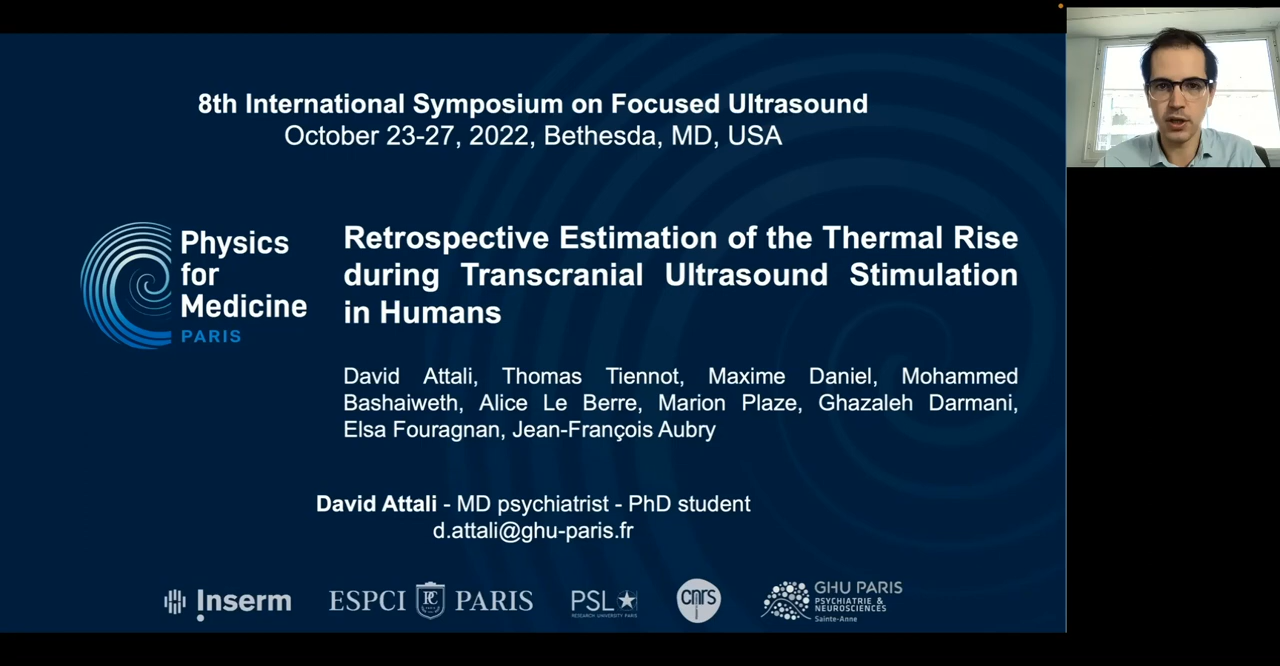 8th International Symposium on Focused Ultrasound
October 23-27, 2022, Bethesda, MD, USA
Physics
for
Medicine
PARIS
Retrospective Estimation of the Thermal Rise
during Transcranial Ultrasound Stimulation
in Humans
David Attali, Thomas Tiennot, Maxime Daniel, Mohammed
Bashaiweth, Alice Le Berre, Marion Plaze, Ghazaleh Darmani,
Elsa Fouragnan, Jean-François Aubry
David Attali - MD psychiatrist - PhD student
d.attali@ghu-paris.fr
Inserm
ESPCI PARIS
PSL
RESEARCH UNIVERSITY PARIS
cnrs
GHU PARIS
PSYCHIATRIE &
NEUROSCIENCES
Sainte-Anne